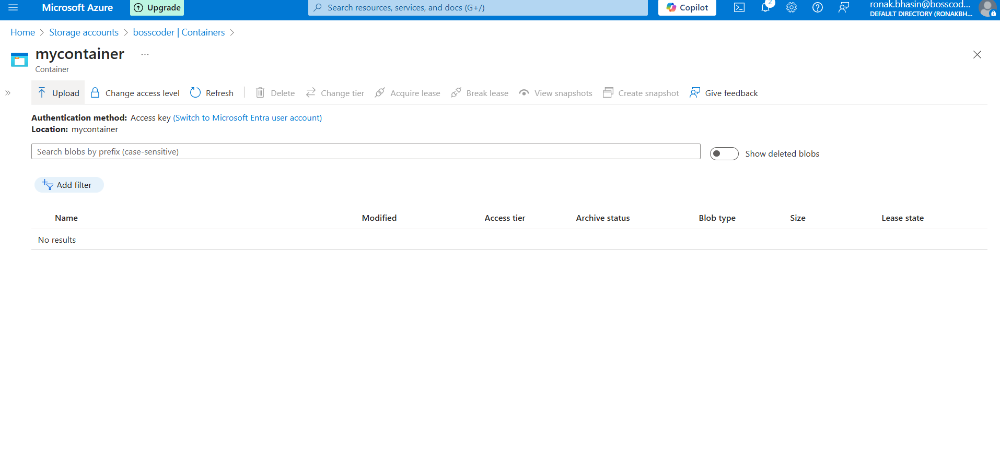 Microsoft Azure
Upgrade
Search resources, services, and docs (G+/)
Copilot
2
ronak.bhasin@bosscod...
DEFAULT DIRECTORY (RONAKBH...
Home > Storage accounts > bosscoder | Containers >
mycontainer ...
Container
Upload
Change access level
Refresh
Delete
Change tier
Acquire lease
Break lease
View snapshots
Create snapshot
Give feedback
Authentication method: Access key (Switch to Microsoft Entra user account)
Location: mycontainer
Search blobs by prefix (case-sensitive)
Show deleted blobs
Add filter
Name Modified Access tier Archive status Blob type Size Lease state
No results